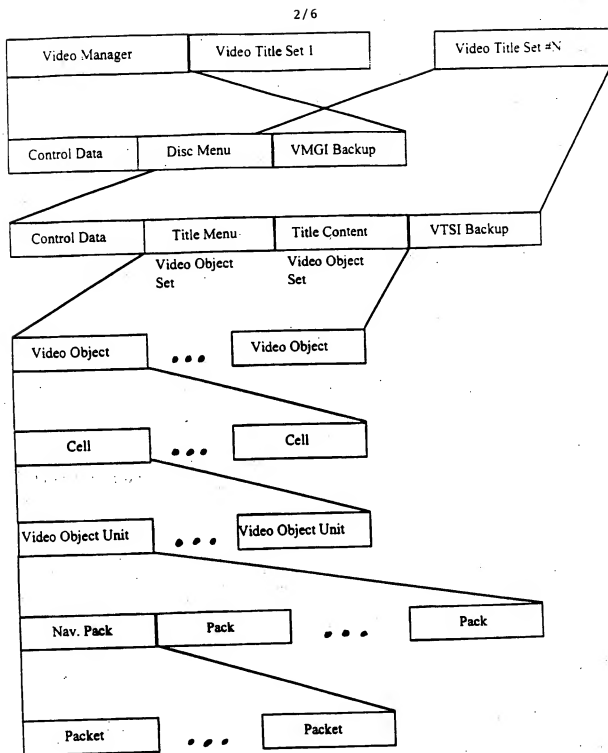 2/6
Video Manager Video Title Set 1 Video Title Set #N
Control Data Disc Menu VMGI Backup
Control Data Title Menu Title Content VTSI Backup
Video Object Video Object
Set Set
Video Object ••• Video Object
Cell ••• Cell
Video Object Unit ••• Video Object Unit
Nav. Pack Pack ••• Pack
Packet ••• Packet